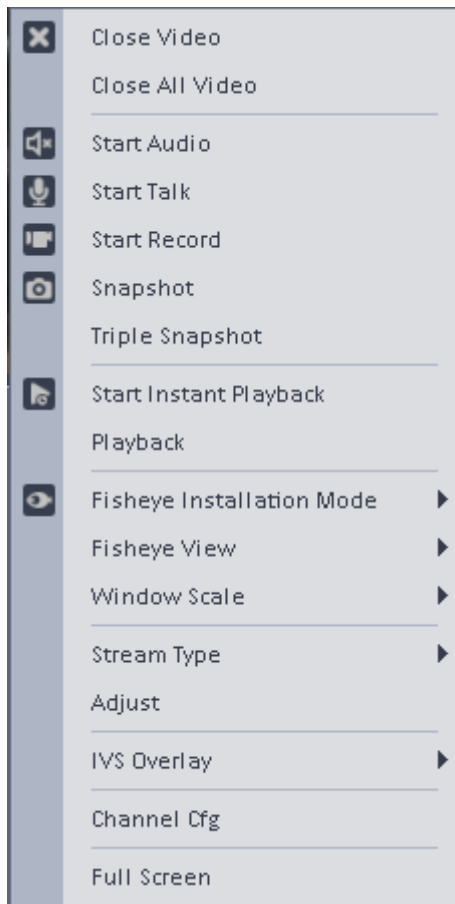 Close Video
Close All Video
Start Audio
Start Talk
Start Record
Snapshot
Triple Snapshot
Start Instant Playback
Playback
Fisheye Installation Mode
Fisheye View
Window Scale
Stream Type
Adjust
IVS Overlay
Channel Cfg
Full Screen